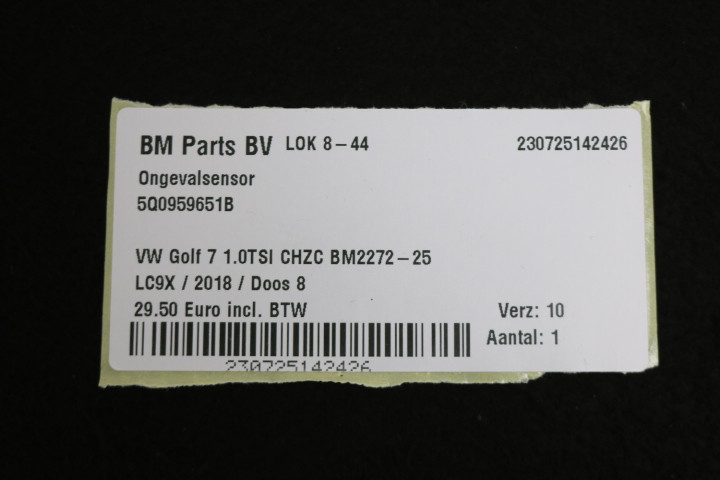 BM Parts BV LOK 8-44 230725142426
Ongevalsensor
5Q0959651B
VW Golf 7 1.0TSI CHZC BM2272-25
LC9X / 2018 / Doos 8
29.50 Euro incl. BTW Verz: 10
Aantal: 1
230725142426